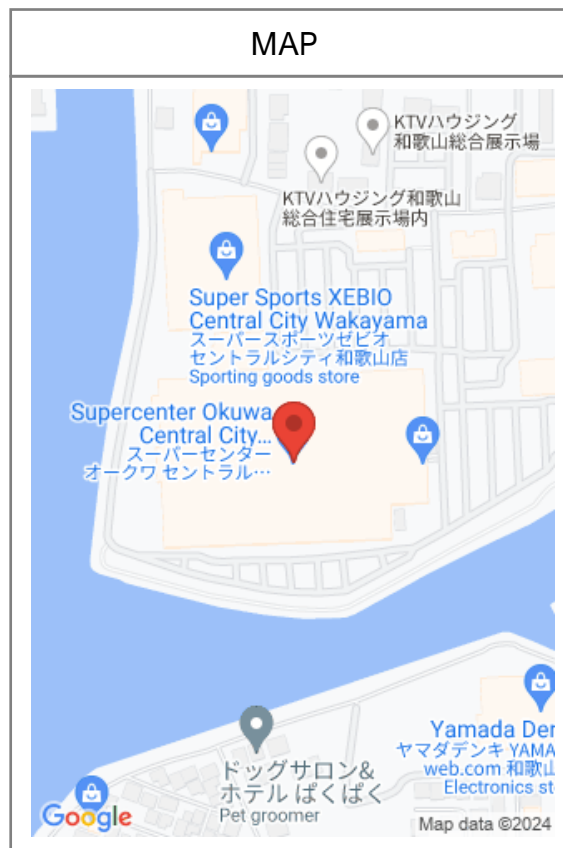 MAP
KTVハウジング
和歌山総合展示場
KTVハウジング和歌山
総合住宅展示場内
Super Sports XEBIO
Central City Wakayama
スーパースポーツゼビオ
セントラルシティ和歌山店
Sporting goods store
Supercenter Okuwa
Central City...
スーパーセンター
オークワ セントラル…
Yamada Der
ヤマダデンキ YAMA
web.com 和歌山
Electronics st
ドッグサロン&
ホテル ぱくぱく
Pet groomer
Google
Map data ©2024